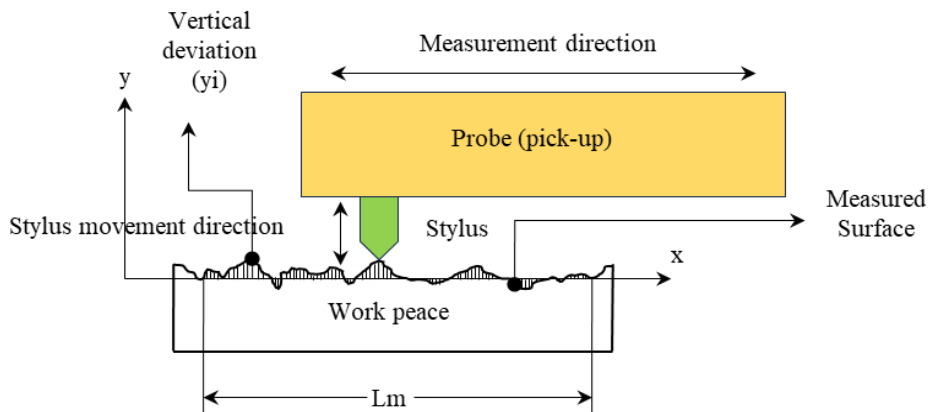 Vertical
deviation
(yi)
Measurement direction
y
Probe (pick-up)
Stylus movement direction
Stylus
Measured
Surface
x
Work peace
Lm